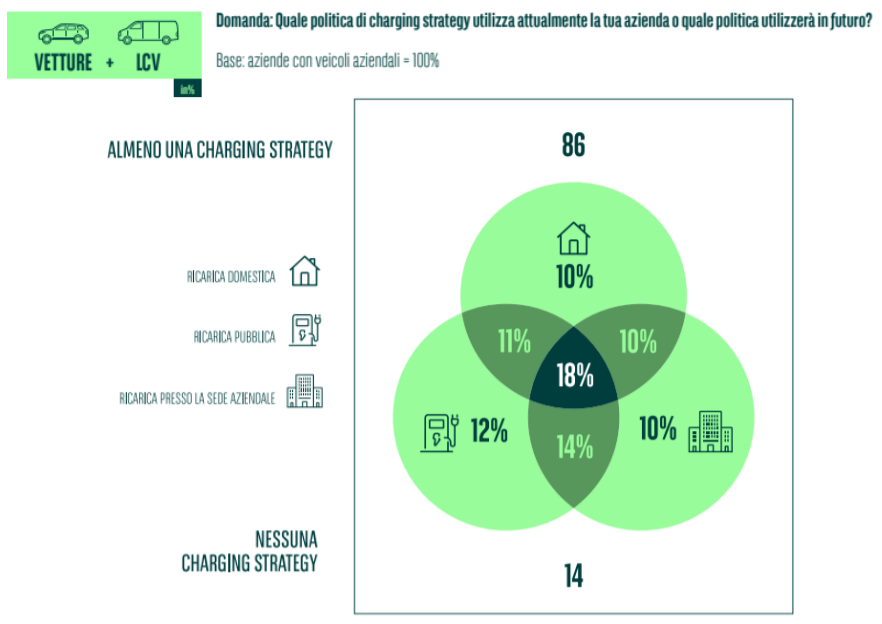 Domanda: Quale politica di charging strategy utilizza attualmente la tua azienda o quale politica utilizzerà in futuro?
VETTURE + LCV
Base: aziende con veicoli aziendali = 100%
in%
ALMENO UNA CHARGING STRATEGY
86
RICARICA DOMESTICA
10%
RICARICA PUBBLICA
11%
10%
18%
RICARICA PRESSO LA SEDE AZIENDALE
12%
10%
14%
NESSUNA
CHARGING STRATEGY
14